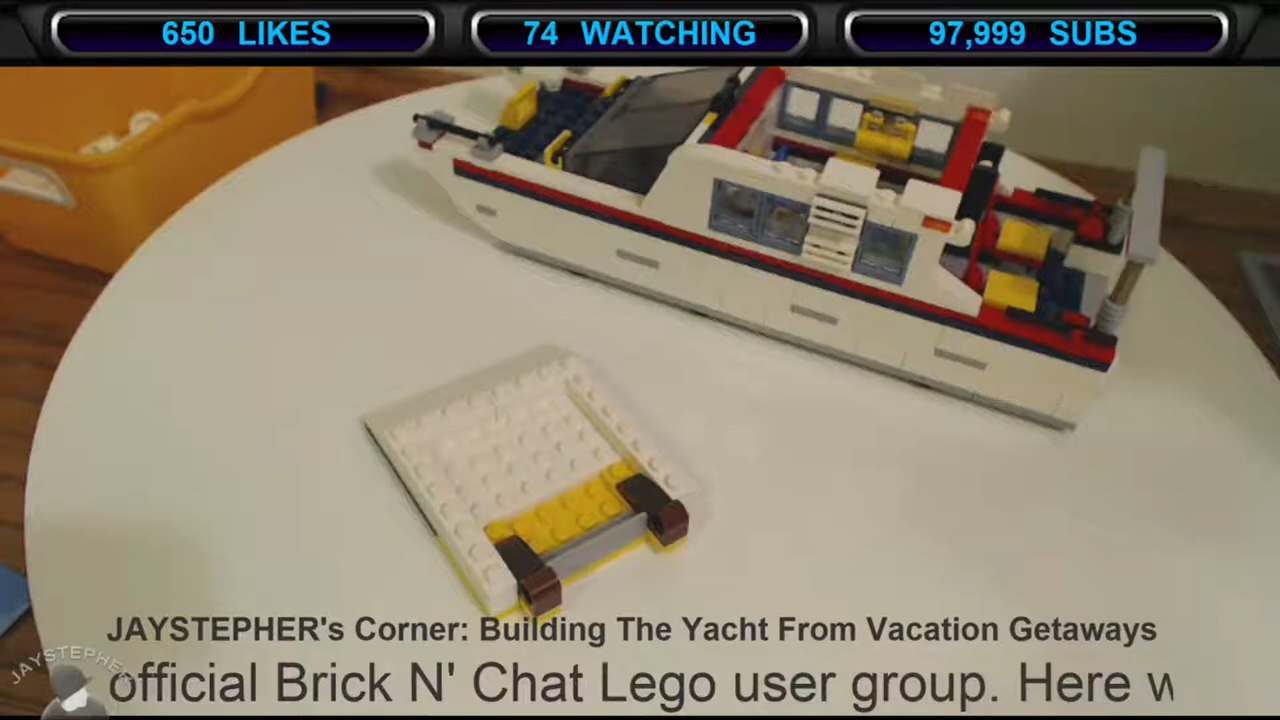 650 LIKES
74 WATCHING
97,999 SUBS
JAYSTEPHER's Corner: Building The Yacht From Vacation Getaways
JAYSTEPHER
official Brick N' Chat Lego user group. Here w